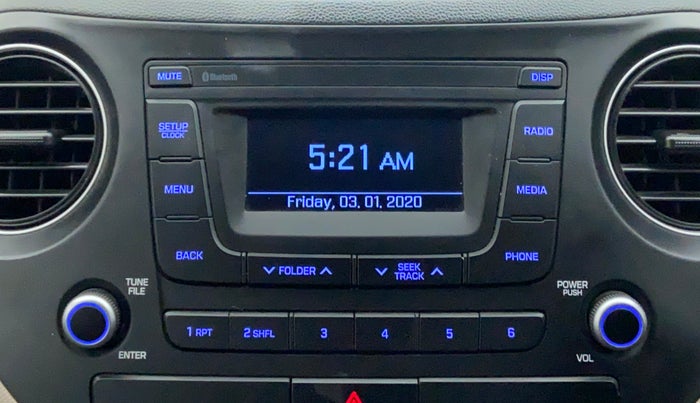 MUTE
Bluetooth
DISP
SETUP
CLOCK
RADIO
5:21 AM
MENU
MEDIA
Friday, 03. 01. 2020
BACK
FOLDER
SEEK
TRACK
PHONE
TUNE
FILE
POWER
PUSH
1 RPT
2 SHFL
3
4
5
6
ENTER
VOL